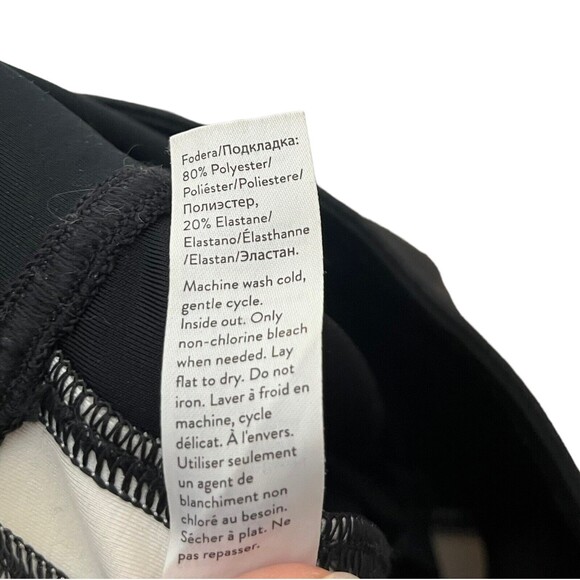 Fodera/Подкладка:
80% Polyester/
Poliéster/Poliestere/
Полиэстер,
20% Elastane/
Elastano/Élasthanne
/Elastan/Эластан.
Machine wash cold,
gentle cycle.
Inside out. Only
non-chlorine bleach
when needed. Lay
flat to dry. Do not
iron. Laver à froid en
machine, cycle
délicat. À l'envers.
Utiliser seulement
un agent de
blanchiment non
chloré au besoin.
Sécher à plat. Ne
pas repasser.